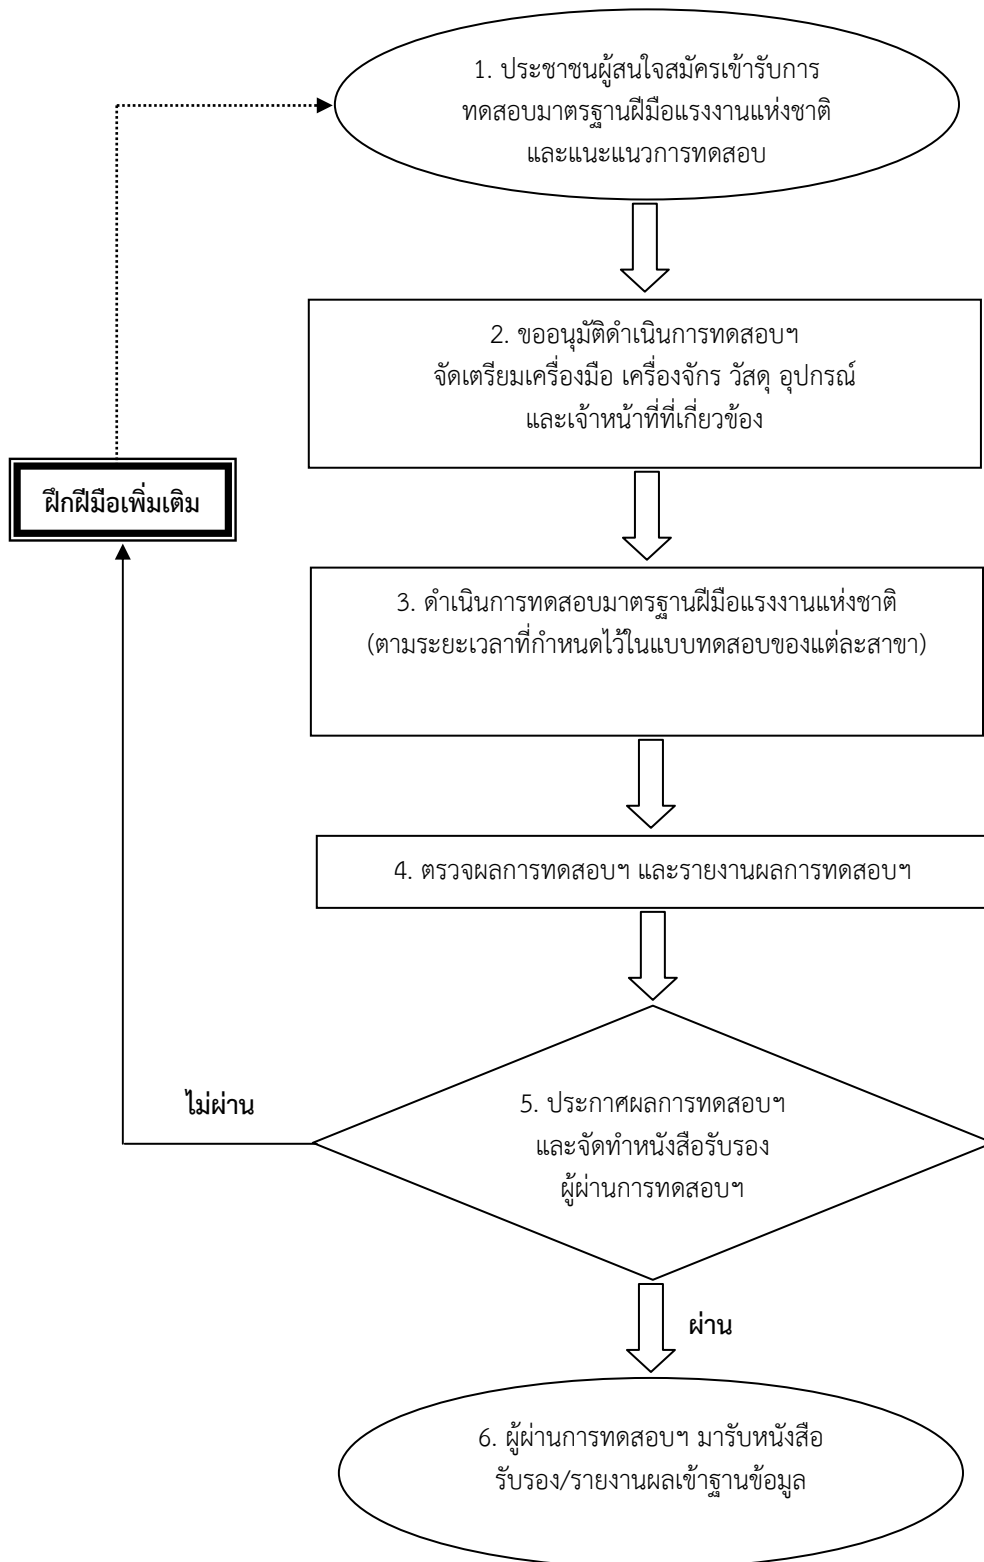 1. ประชาชนผู้สนใจสมัครเข้ารับการ
ทดสอบมาตรฐานฝีมือแรงงานแห่งชาติ
และแนะแนวการทดสอบ
2. ขออนุมัติดำเนินการทดสอบฯ
จัดเตรียมเครื่องมือ เครื่องจักร วัสดุ อุปกรณ์
และเจ้าหน้าที่ที่เกี่ยวข้อง
ฝึกฝีมือเพิ่มเติม
3. ดำเนินการทดสอบมาตรฐานฝีมือแรงงานแห่งชาติ
(ตามระยะเวลาที่กำหนดไว้ในแบบทดสอบของแต่ละสาขา)
4. ตรวจผลการทดสอบฯ และรายงานผลการทดสอบฯ
ไม่ผ่าน
5. ประกาศผลการทดสอบฯ
และจัดทำหนังสือรับรอง
ผู้ผ่านการทดสอบฯ
ผ่าน
6. ผู้ผ่านการทดสอบฯ มารับหนังสือ
รับรอง/รายงานผลเข้าฐานข้อมูล